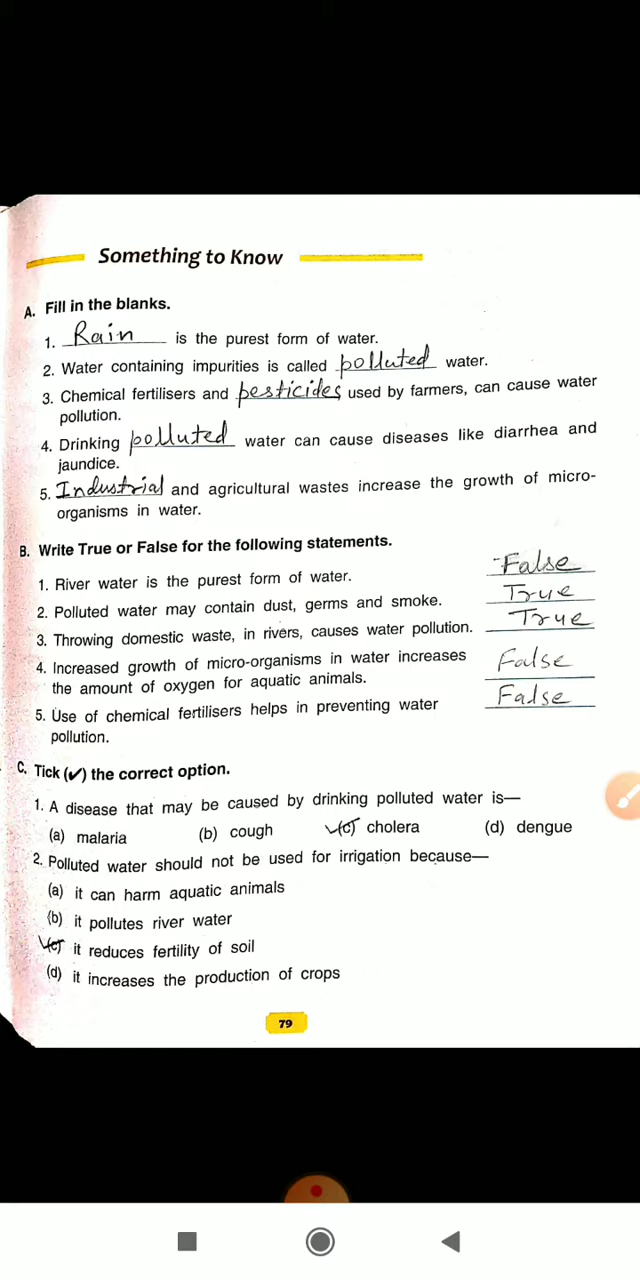 Something to Know
A. Fill in the blanks.
1. Rain is the purest form of water.
2. Water containing impurities is called polluted water.
3. Chemical fertilisers and pesticides used by farmers, can cause water
pollution.
4. Drinking polluted water can cause diseases like diarrhea and
jaundice.
5. Industrial and agricultural wastes increase the growth of micro-
organisms in water.
B. Write True or False for the following statements.
1. River water is the purest form of water. False
2. Polluted water may contain dust, germs and smoke. True
3. Throwing domestic waste, in rivers, causes water pollution. True
4. Increased growth of micro-organisms in water increases
the amount of oxygen for aquatic animals. False
5. Use of chemical fertilisers helps in preventing water False
pollution.
C. Tick (✔) the correct option.
1. A disease that may be caused by drinking polluted water is—
(a) malaria (b) cough ✓(c) cholera (d) dengue
2. Polluted water should not be used for irrigation because—
(a) it can harm aquatic animals
(b) it pollutes river water
✓(c) it reduces fertility of soil
(d) it increases the production of crops
79